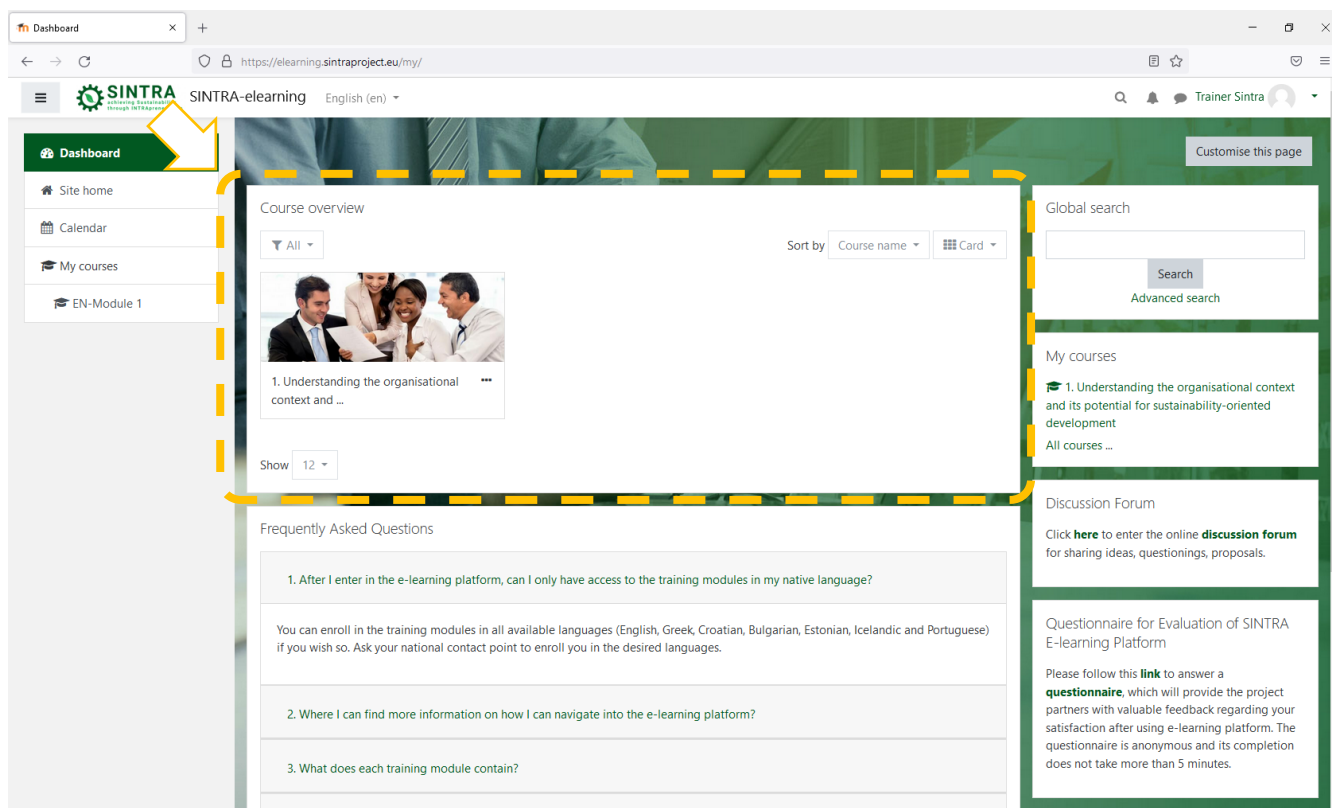 Dashboard
https://elearning.sintraproject.eu/my/
SINTRA
achieving Sustainability
through INTRApreneurship
SINTRA-elearning
English (en)
Trainer Sintra
Dashboard
Site home
Calendar
My courses
EN-Module 1
Customise this page
Course overview
All
Sort by
Course name
Card
1. Understanding the organisational
context and ...
Show
12
Frequently Asked Questions
1. After I enter in the e-learning platform, can I only have access to the training modules in my native language?
You can enroll in the training modules in all available languages (English, Greek, Croatian, Bulgarian, Estonian, Icelandic and Portuguese)
if you wish so. Ask your national contact point to enroll you in the desired languages.
2. Where I can find more information on how I can navigate into the e-learning platform?
3. What does each training module contain?
Global search
Search
Advanced search
My courses
1. Understanding the organisational context
and its potential for sustainability-oriented
development
All courses ...
Discussion Forum
Click here to enter the online discussion forum
for sharing ideas, questionings, proposals.
Questionnaire for Evaluation of SINTRA
E-learning Platform
Please follow this link to answer a
questionnaire, which will provide the project
partners with valuable feedback regarding your
satisfaction after using e-learning platform. The
questionnaire is anonymous and its completion
does not take more than 5 minutes.